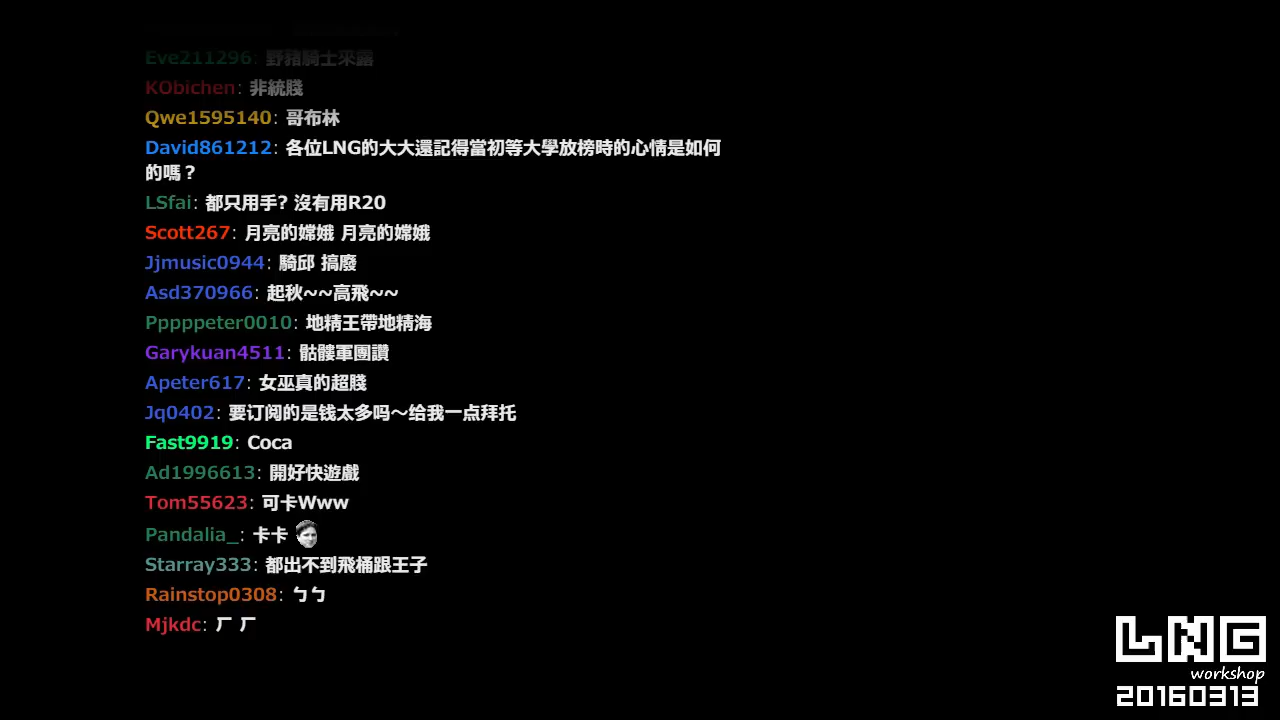 Eve211296: 野豬騎士來露
KObichen: 非統賤
Qwe1595140: 哥布林
David861212: 各位LNG的大大還記得當初等大學放榜時的心情是如何
的嗎？
LSfai: 都只用手? 沒有用R20
Scott267: 月亮的嫦娥 月亮的嫦娥
Jjmusic0944: 騎邱 搞廢
Asd370966: 起秋~~高飛~~
Pppppeter0010: 地精王帶地精海
Garykuan4511: 骷髏軍團讚
Apeter617: 女巫真的超賤
Jq0402: 要订阅的是钱太多吗～给我一点拜托
Fast9919: Coca
Ad1996613: 開好快遊戲
Tom55623: 可卡Www
Pandalia_: 卡卡
Starray333: 都出不到飛桶跟王子
Rainstop0308: ㄅㄅ
Mjkdc: ㄏ ㄏ
LNG
workshop
20160313